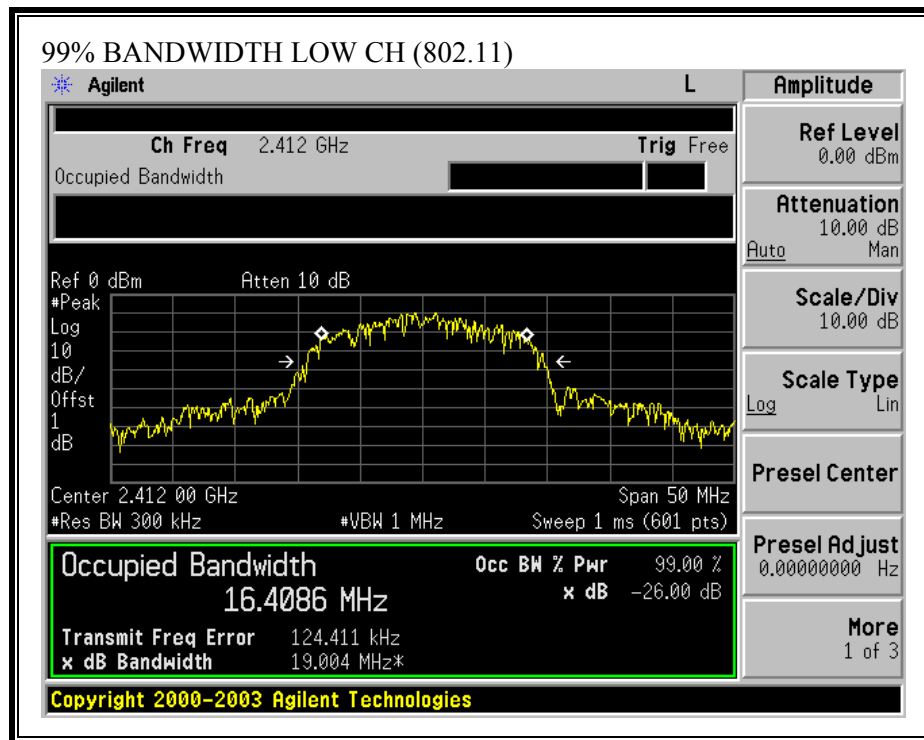 99% BANDWIDTH LOW CH (802.11)
Agilent L
Ch Freq 2.412 GHz Trig Free
Occupied Bandwidth
Ref 0 dBm Atten 10 dB
#Peak
Log
10
dB/
Offst
1
dB
Center 2.412 00 GHz Span 50 MHz
#Res BW 300 kHz #VBW 1 MHz Sweep 1 ms (601 pts)
Occupied Bandwidth
16.4086 MHz
Occ BW % Pwr 99.00 %
x dB -26.00 dB
Transmit Freq Error 124.411 kHz
x dB Bandwidth 19.004 MHz*
Copyright 2000-2003 Agilent Technologies
Amplitude
Ref Level
0.00 dBm
Attenuation
10.00 dB
Auto Man
Scale/Div
10.00 dB
Scale Type
Log Lin
Presel Center
Presel Adjust
0.00000000 Hz
More
1 of 3